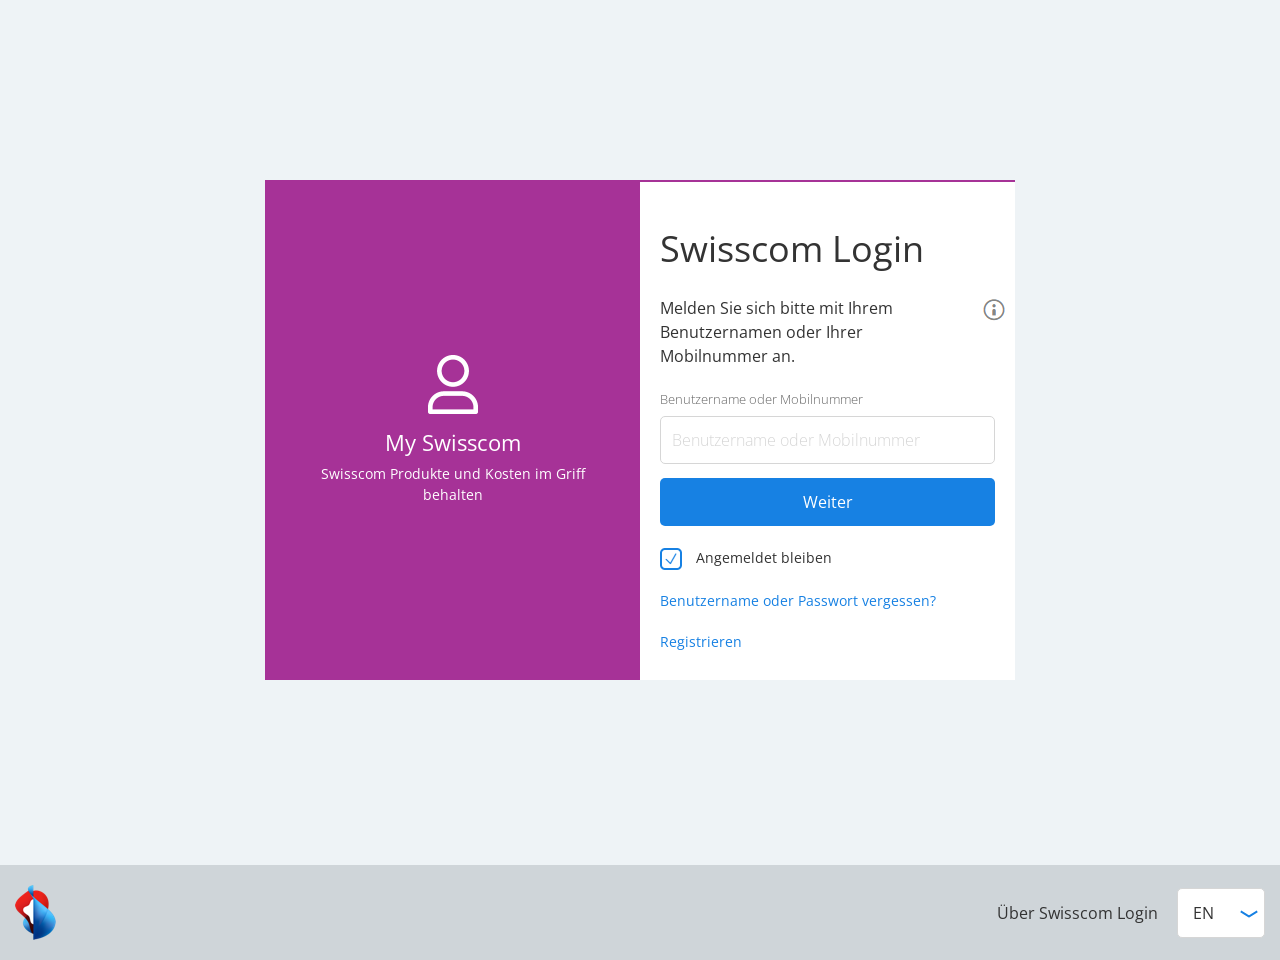 My Swisscom
Swisscom Produkte und Kosten im Griff
behalten
Swisscom Login
Melden Sie sich bitte mit Ihrem
Benutzernamen oder Ihrer
Mobilnummer an.
Benutzername oder Mobilnummer
Benutzername oder Mobilnummer
Weiter
Angemeldet bleiben
Benutzername oder Passwort vergessen?
Registrieren
Über Swisscom Login
EN